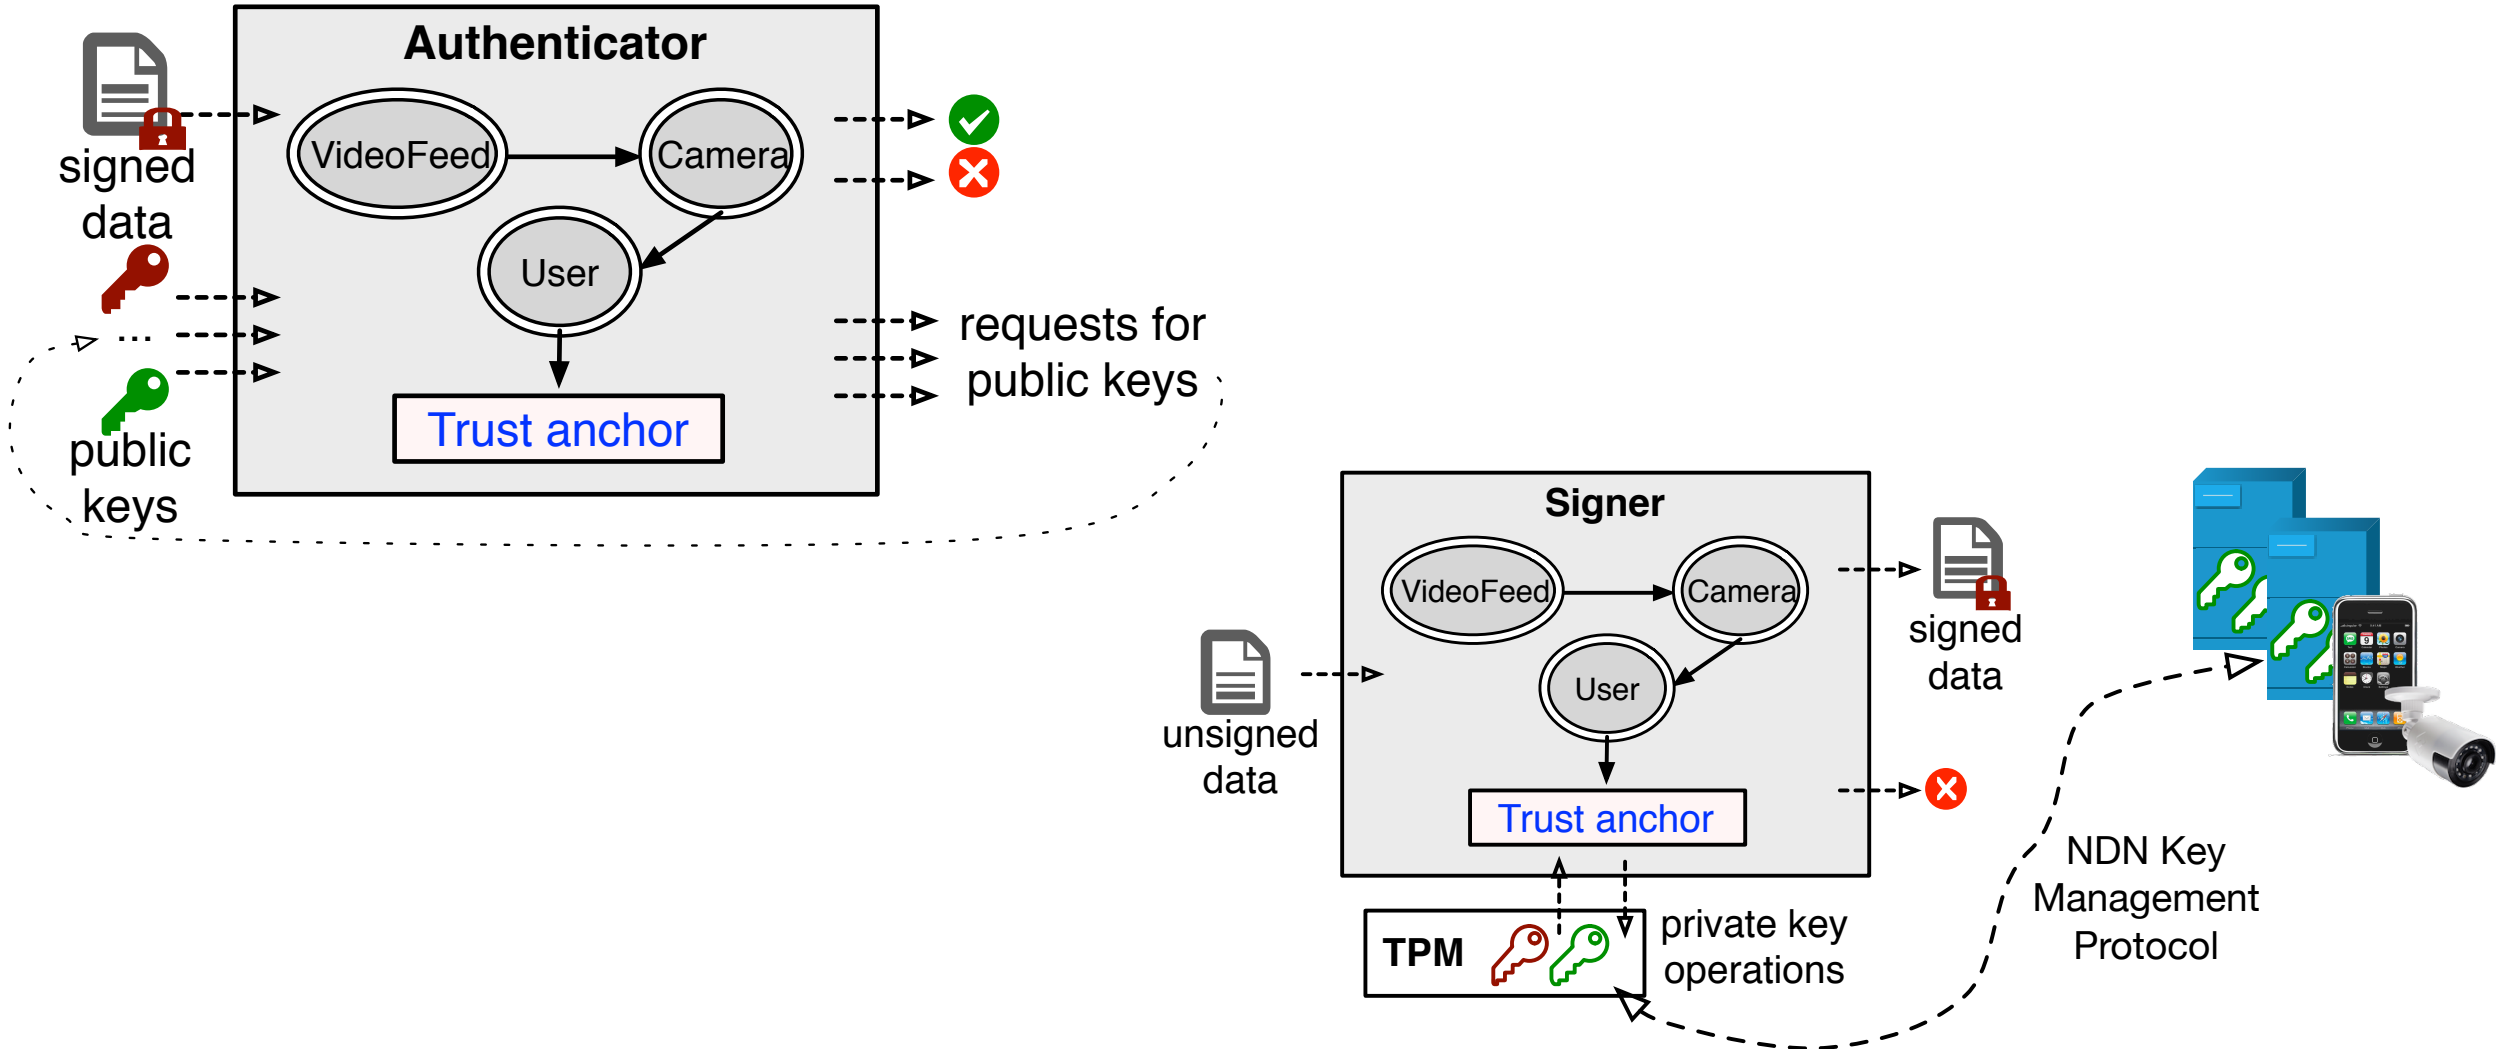 Authenticator
signed
data
VideoFeed
Camera
User
...
public
keys
Trust anchor
requests for
public keys
Signer
VideoFeed
Camera
User
unsigned
data
signed
data
Trust anchor
TPM
private key
operations
NDN Key
Management
Protocol